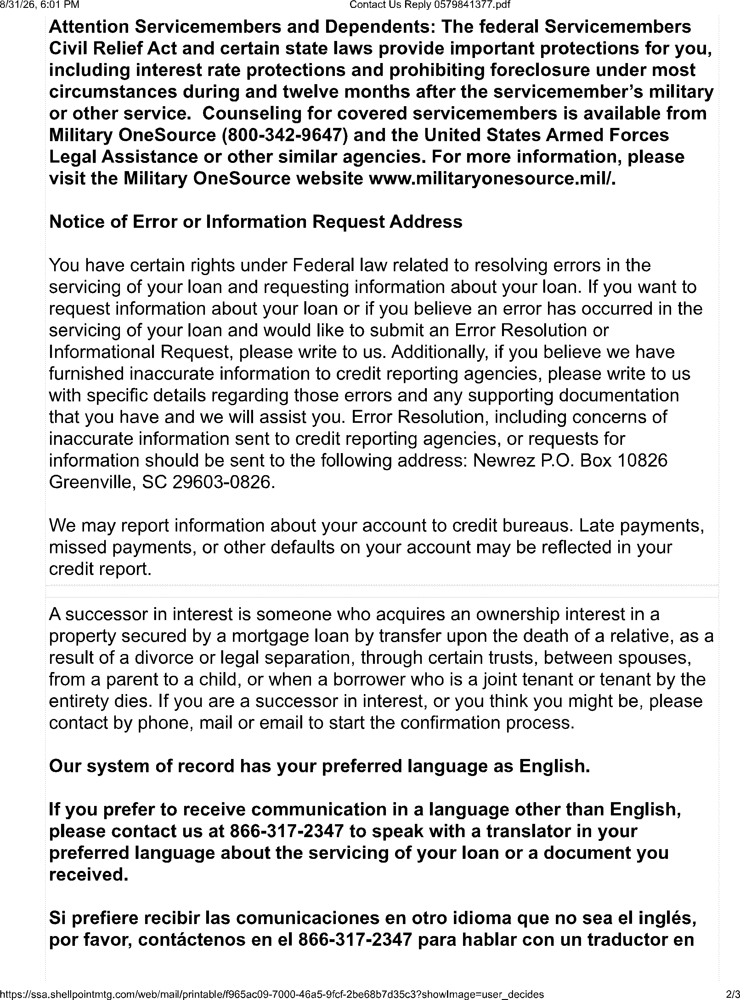 8/31/26, 6:01 PM Contact Us Reply 0579841377.pdf
Attention Servicemembers and Dependents: The federal Servicemembers
Civil Relief Act and certain state laws provide important protections for you,
including interest rate protections and prohibiting foreclosure under most
circumstances during and twelve months after the servicemember’s military
or other service.  Counseling for covered servicemembers is available from
Military OneSource (800-342-9647) and the United States Armed Forces
Legal Assistance or other similar agencies. For more information, please
visit the Military OneSource website www.militaryonesource.mil/.
Notice of Error or Information Request Address
You have certain rights under Federal law related to resolving errors in the
servicing of your loan and requesting information about your loan. If you want to
request information about your loan or if you believe an error has occurred in the
servicing of your loan and would like to submit an Error Resolution or
Informational Request, please write to us. Additionally, if you believe we have
furnished inaccurate information to credit reporting agencies, please write to us
with specific details regarding those errors and any supporting documentation
that you have and we will assist you. Error Resolution, including concerns of
inaccurate information sent to credit reporting agencies, or requests for
information should be sent to the following address: Newrez P.O. Box 10826
Greenville, SC 29603-0826.
We may report information about your account to credit bureaus. Late payments,
missed payments, or other defaults on your account may be reflected in your
credit report.
A successor in interest is someone who acquires an ownership interest in a
property secured by a mortgage loan by transfer upon the death of a relative, as a
result of a divorce or legal separation, through certain trusts, between spouses,
from a parent to a child, or when a borrower who is a joint tenant or tenant by the
entirety dies. If you are a successor in interest, or you think you might be, please
contact by phone, mail or email to start the confirmation process.
Our system of record has your preferred language as English.
If you prefer to receive communication in a language other than English,
please contact us at 866-317-2347 to speak with a translator in your
preferred language about the servicing of your loan or a document you
received.
Si prefiere recibir las comunicaciones en otro idioma que no sea el inglés,
por favor, contáctenos en el 866-317-2347 para hablar con un traductor en
https://ssa.shellpointmtg.com/web/mail/printable/f965ac09-7000-46a5-9fcf-2be68b7d35c3?showImage=user_decides 2/3